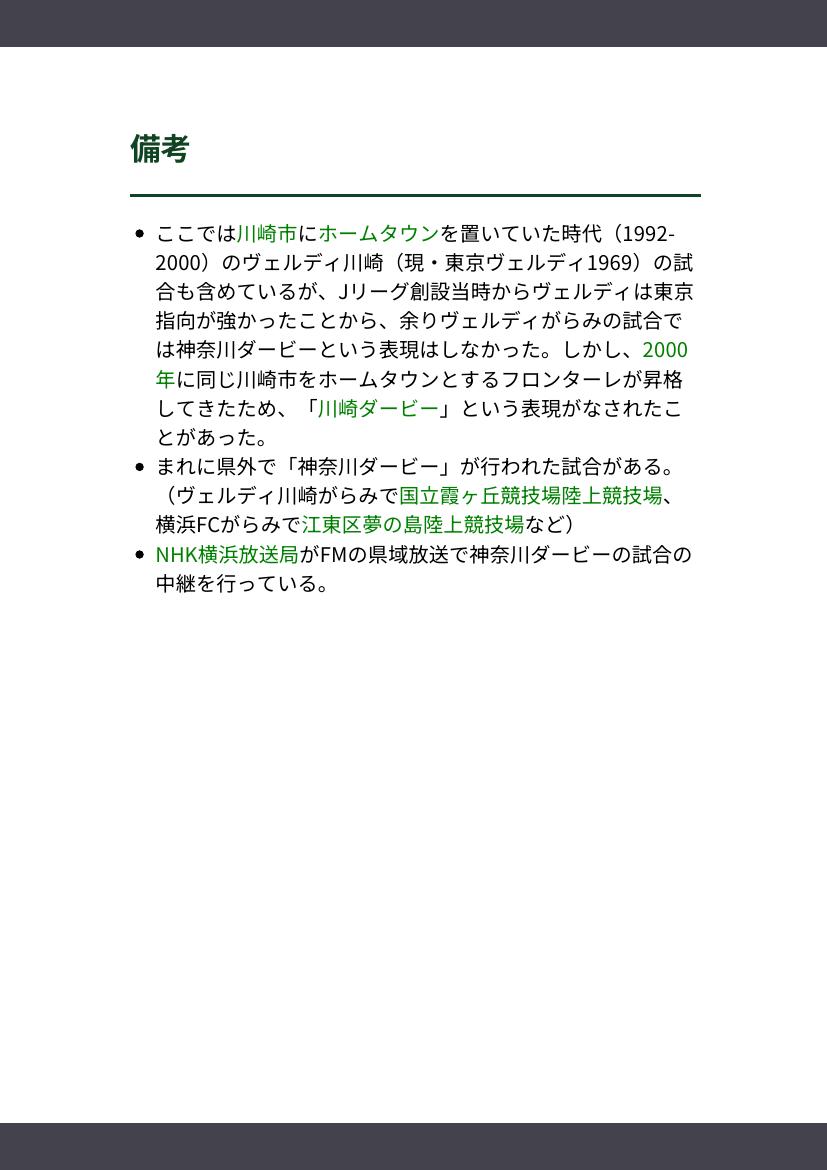 備考
ここでは川崎市にホームタウンを置いていた時代（1992-
2000）のヴェルディ川崎（現・東京ヴェルディ1969）の試
合も含めているが、Jリーグ創設当時からヴェルディは東京
指向が強かったことから、余りヴェルディがらみの試合で
は神奈川ダービーという表現はしなかった。しかし、2000
年に同じ川崎市をホームタウンとするフロンターレが昇格
してきたため、「川崎ダービー」という表現がなされたこ
とがあった。
まれに県外で「神奈川ダービー」が行われた試合がある。
（ヴェルディ川崎がらみで国立霞ヶ丘競技場陸上競技場、
横浜FCがらみで江東区夢の島陸上競技場など）
NHK横浜放送局がFMの県域放送で神奈川ダービーの試合の
中継を行っている。